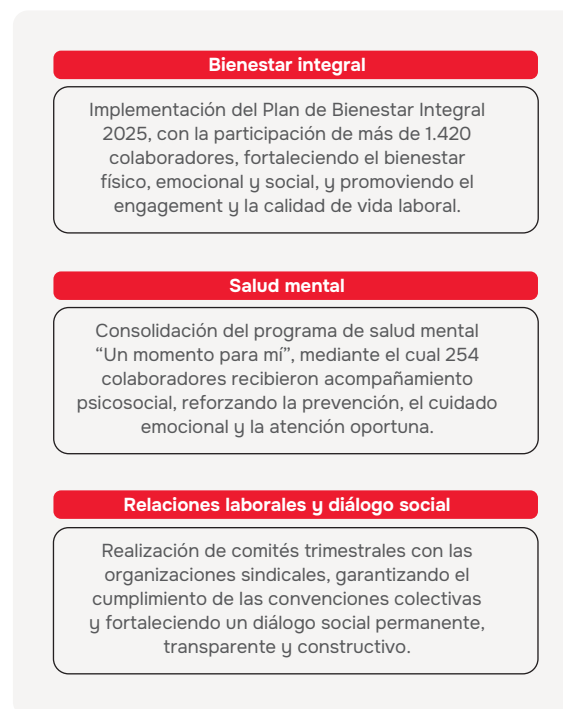 Bienestar integral
Implementación del Plan de Bienestar Integral
2025, con la participación de más de 1.420
colaboradores, fortaleciendo el bienestar
físico, emocional y social, y promoviendo el
engagement y la calidad de vida laboral.
Salud mental
Consolidación del programa de salud mental
“Un momento para mí”, mediante el cual 254
colaboradores recibieron acompañamiento
psicosocial, reforzando la prevención, el cuidado
emocional y la atención oportuna.
Relaciones laborales y diálogo social
Realización de comités trimestrales con las
organizaciones sindicales, garantizando el
cumplimiento de las convenciones colectivas
y fortaleciendo un diálogo social permanente,
transparente y constructivo.